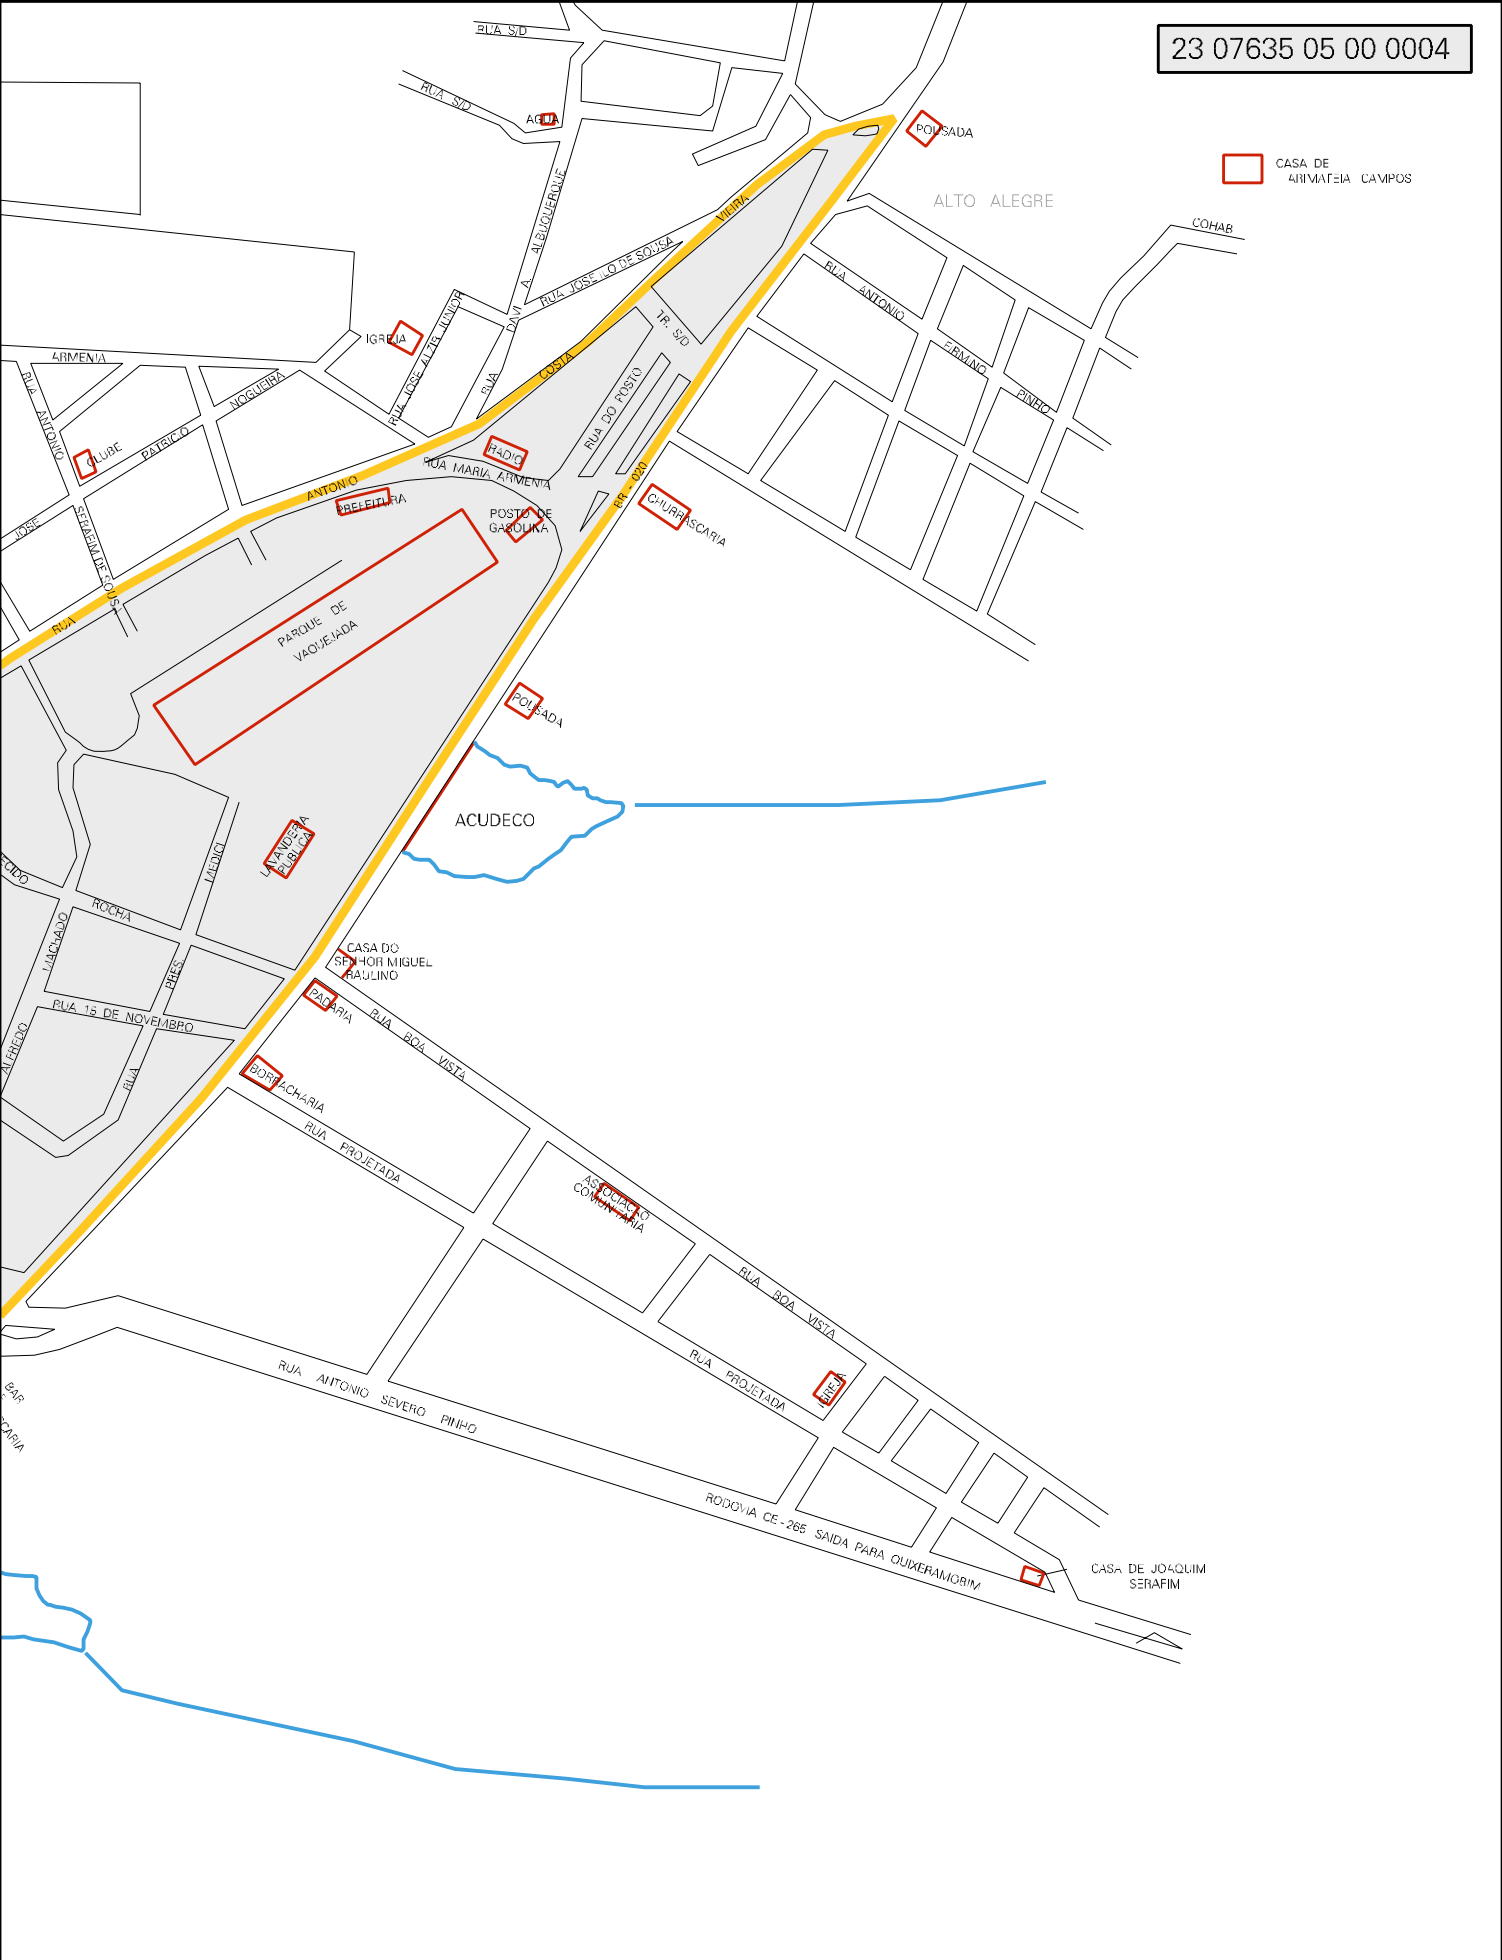 23 07635 05 00 0004
RUA S/D
RUA S/D
AGUA
POUSADA
CASA DE
ARIMATEIA CAMPOS
ALTO ALEGRE
COHAB
VIEIRA
RUA DAVI A. ALBUQUERQUE
RUA JOSE ILO DE SOUSA
RUA ANTONIO FIRMINO PINHO
TR. S/D
IGREJA
RUA JOSE ALZIR JUNIOR
ARMENIA
COSTA
NOGUEIRA
RUA ANTONIO
RUA DO POSTO
PATRICIO
CLUBE
RADIO
RUA MARIA ARMENIA
BR - 020
ANTONIO
PREFEITURA
CHURRASCARIA
POSTO DE
GASOLINA
JOSE
SERAFIM DE SOUSA
RUA
PARQUE DE
VAQUEJADA
POUSADA
ACUDECO
LAVANDERIA
PUBLICA
MEDICI
ECIDO
ROCHA
MACHADO
CASA DO
SENHOR MIGUEL
RAULINO
PRES.
PADARIA
RUA 15 DE NOVEMBRO
RUA BOA VISTA
ALFREDO
RUA
BORRACHARIA
RUA PROJETADA
ASSOCIACAO
COMUNITARIA
RUA BOA VISTA
RUA PROJETADA
IGREJA
RUA ANTONIO SEVERO PINHO
BAR
E
SCARIA
RODOVIA CE-265 SAIDA PARA QUIXERAMOBIM
CASA DE JOAQUIM
SERAFIM